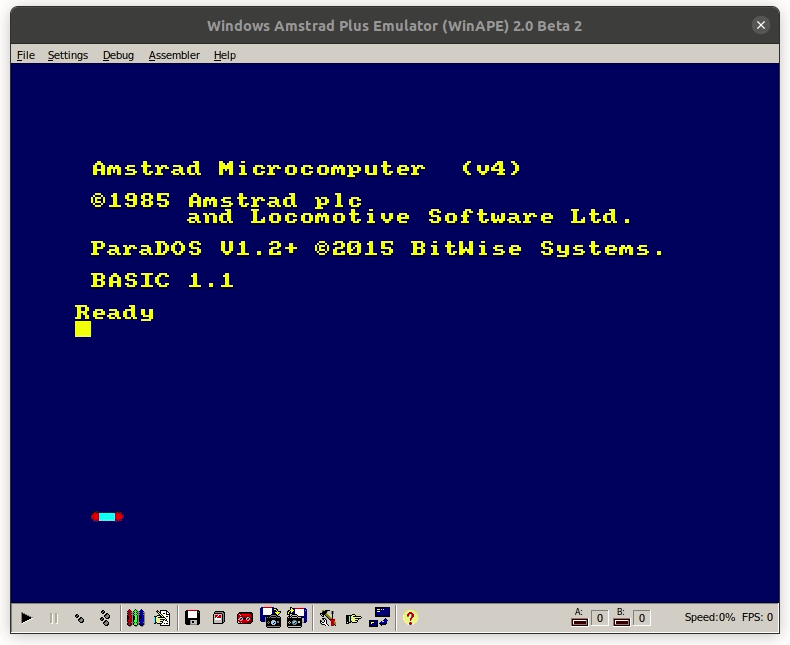 Windows Amstrad Plus Emulator (WinAPE) 2.0 Beta 2
File Settings Debug Assembler Help
Amstrad Microcomputer (v4)
©1985 Amstrad plc
and Locomotive Software Ltd.
ParaDOS V1.2+ ©2015 BitWise Systems.
BASIC 1.1
Ready
A: 0 B: 0 Speed:0% FPS: 0